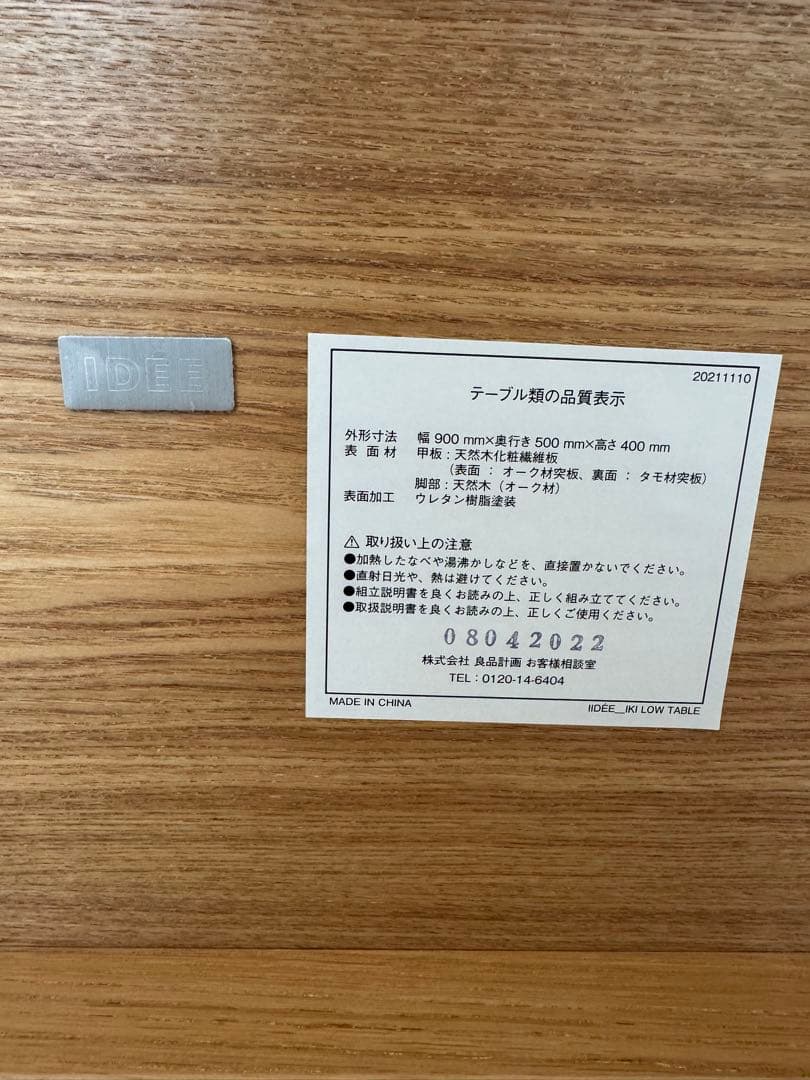 IDÉE
20211110
テーブル類の品質表示
外形寸法 幅 900 mm×奥行き 500 mm×高さ 400 mm
表面材 甲板：天然木化粧繊維板
（表面 ： オーク材突板、裏面 ： タモ材突板）
脚部：天然木（オーク材）
表面加工 ウレタン樹脂塗装
⚠ 取り扱い上の注意
●加熱したなべや湯沸かしなどを、直接置かないでください。
●直射日光や、熱は避けてください。
●組立説明書を良くお読みの上、正しく組み立ててください。
●取扱説明書を良くお読みの上、正しくご使用ください。
08042022
株式会社 良品計画 お客様相談室
TEL：0120-14-6404
MADE IN CHINA
IIDÉE__IKI LOW TABLE